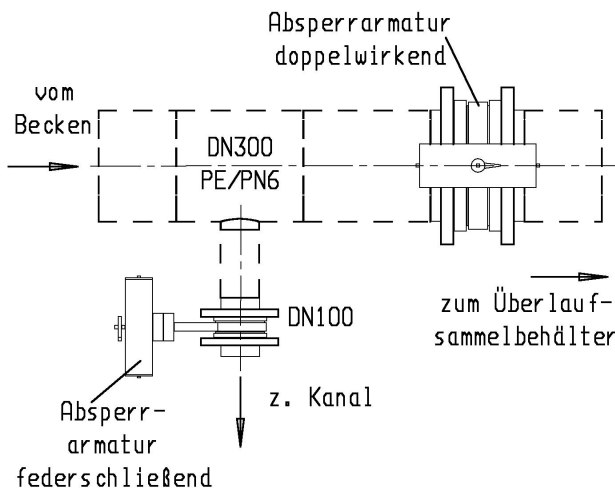 Absperrarmatur
doppelwirkend
vom
Becken
DN300
PE/PN6
zum Überlauf-
sammelbehälter
DN100
z. Kanal
Absperr-
armatur
federschließend